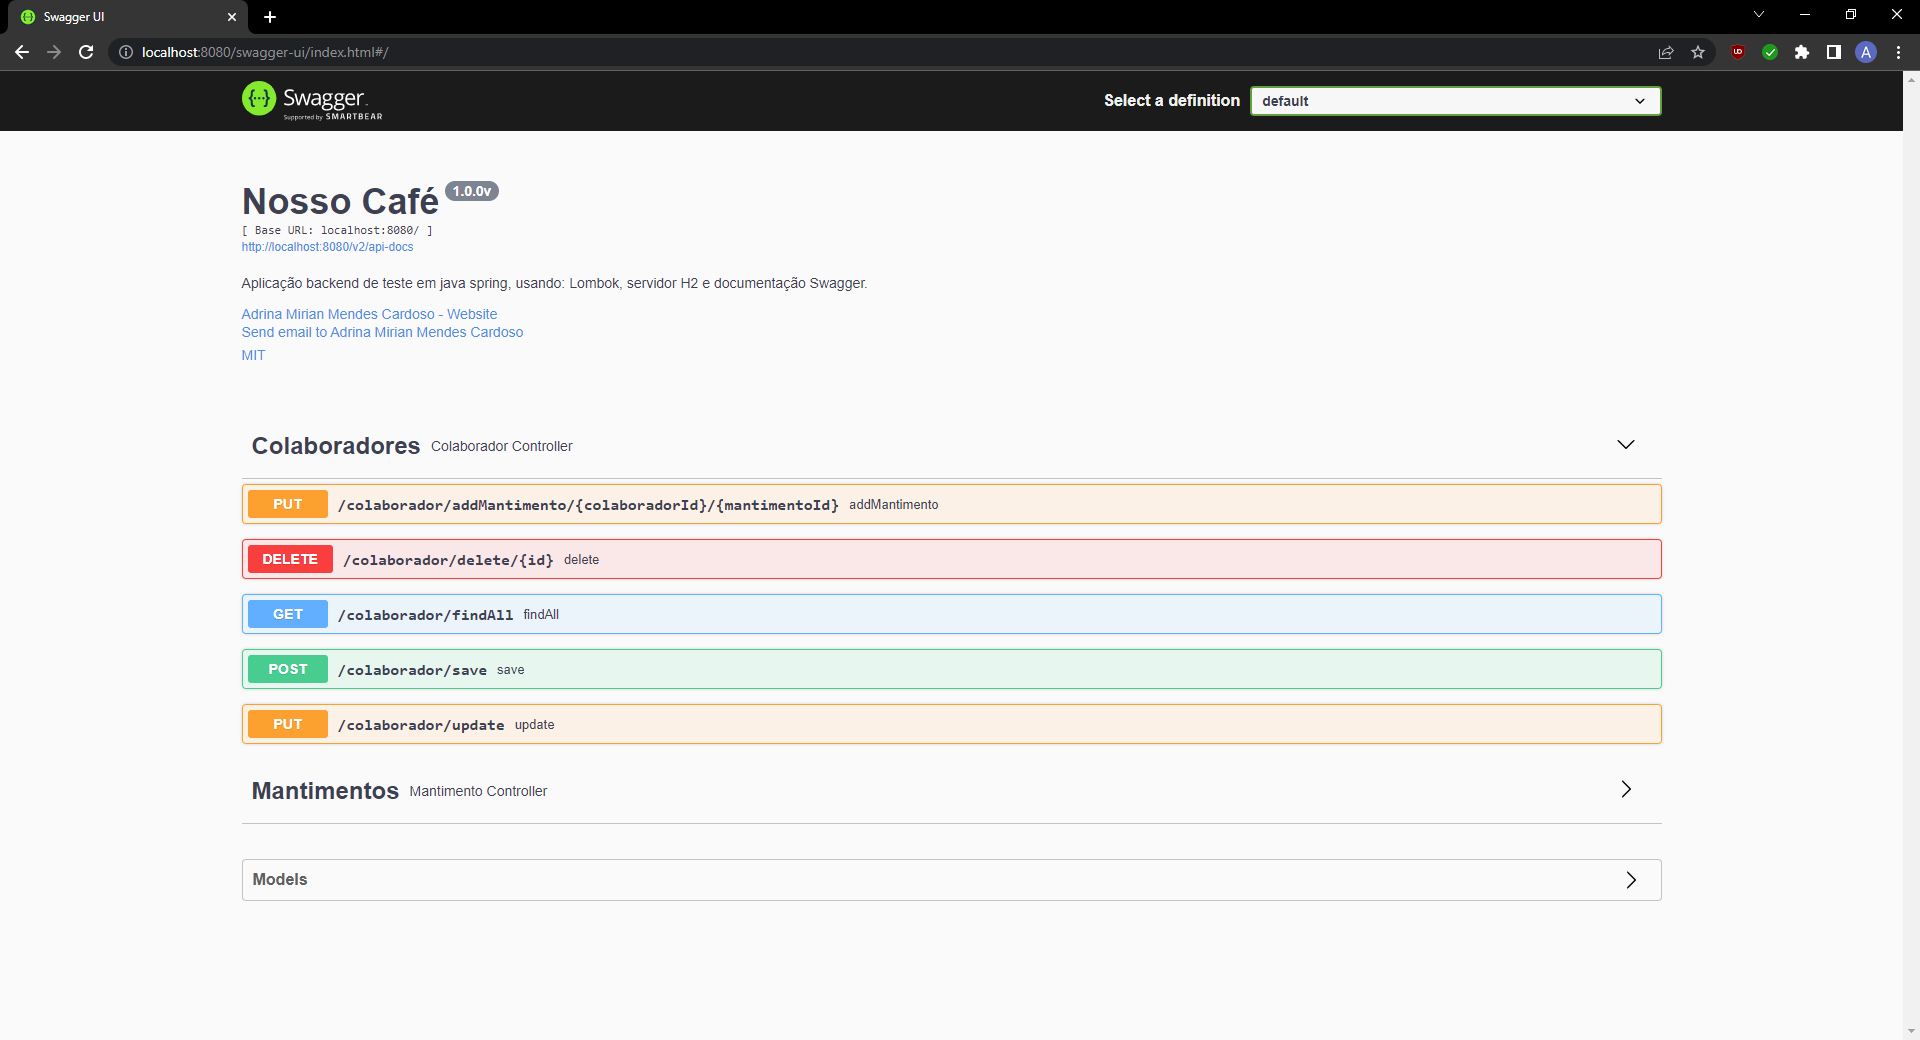 Swagger UI
localhost:8080/swagger-ui/index.html#/
A
Swagger
Supported by SMARTBEAR
Select a definition
default
Nosso Café 1.0.0v
[ Base URL: localhost:8080/ ]
http://localhost:8080/v2/api-docs
Aplicação backend de teste em java spring, usando: Lombok, servidor H2 e documentação Swagger.
Adrina Mirian Mendes Cardoso - Website
Send email to Adrina Mirian Mendes Cardoso
MIT
Colaboradores Colaborador Controller
PUT /colaborador/addMantimento/{colaboradorId}/{mantimentoId} addMantimento
DELETE /colaborador/delete/{id} delete
GET /colaborador/findAll findAll
POST /colaborador/save save
PUT /colaborador/update update
Mantimentos Mantimento Controller
Models